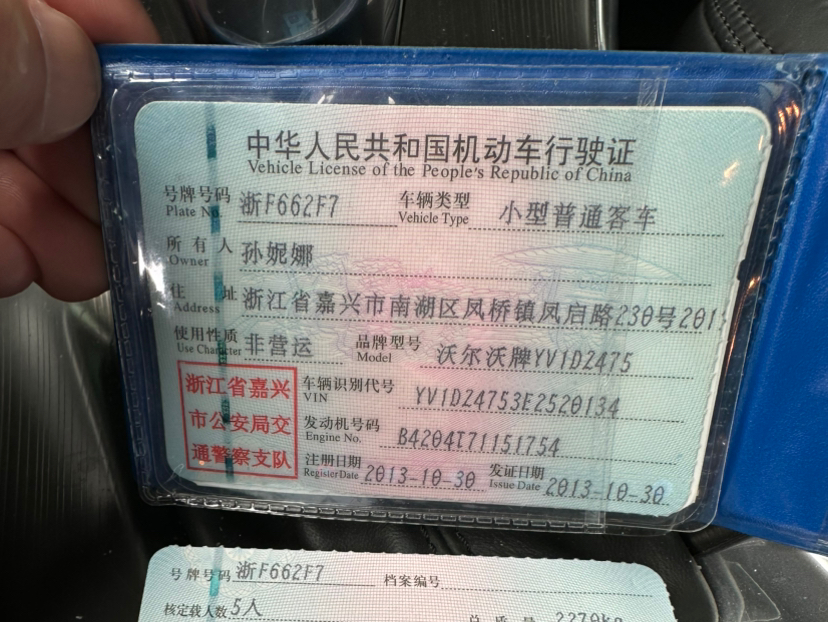 中华人民共和国机动车行驶证
Vehicle License of the People's Republic of China
号牌号码 Plate No. 浙F662F7 车辆类型 Vehicle Type 小型普通客车
所有人 Owner 孙妮娜
住址 Address 浙江省嘉兴市南湖区凤桥镇凤启路230号201
使用性质 Use Character 非营运 品牌型号 Model 沃尔沃牌YV1DZ475
浙江省嘉兴
市公安局交
通警察支队
车辆识别代号 VIN YV1DZ4753E2520134
发动机号码 Engine No. B4204T71151754
注册日期 Register Date 2013-10-30 发证日期 Issue Date 2013-10-30
号牌号码 浙F662F7 档案编号
核定载人数 5人 总质量 2270kg